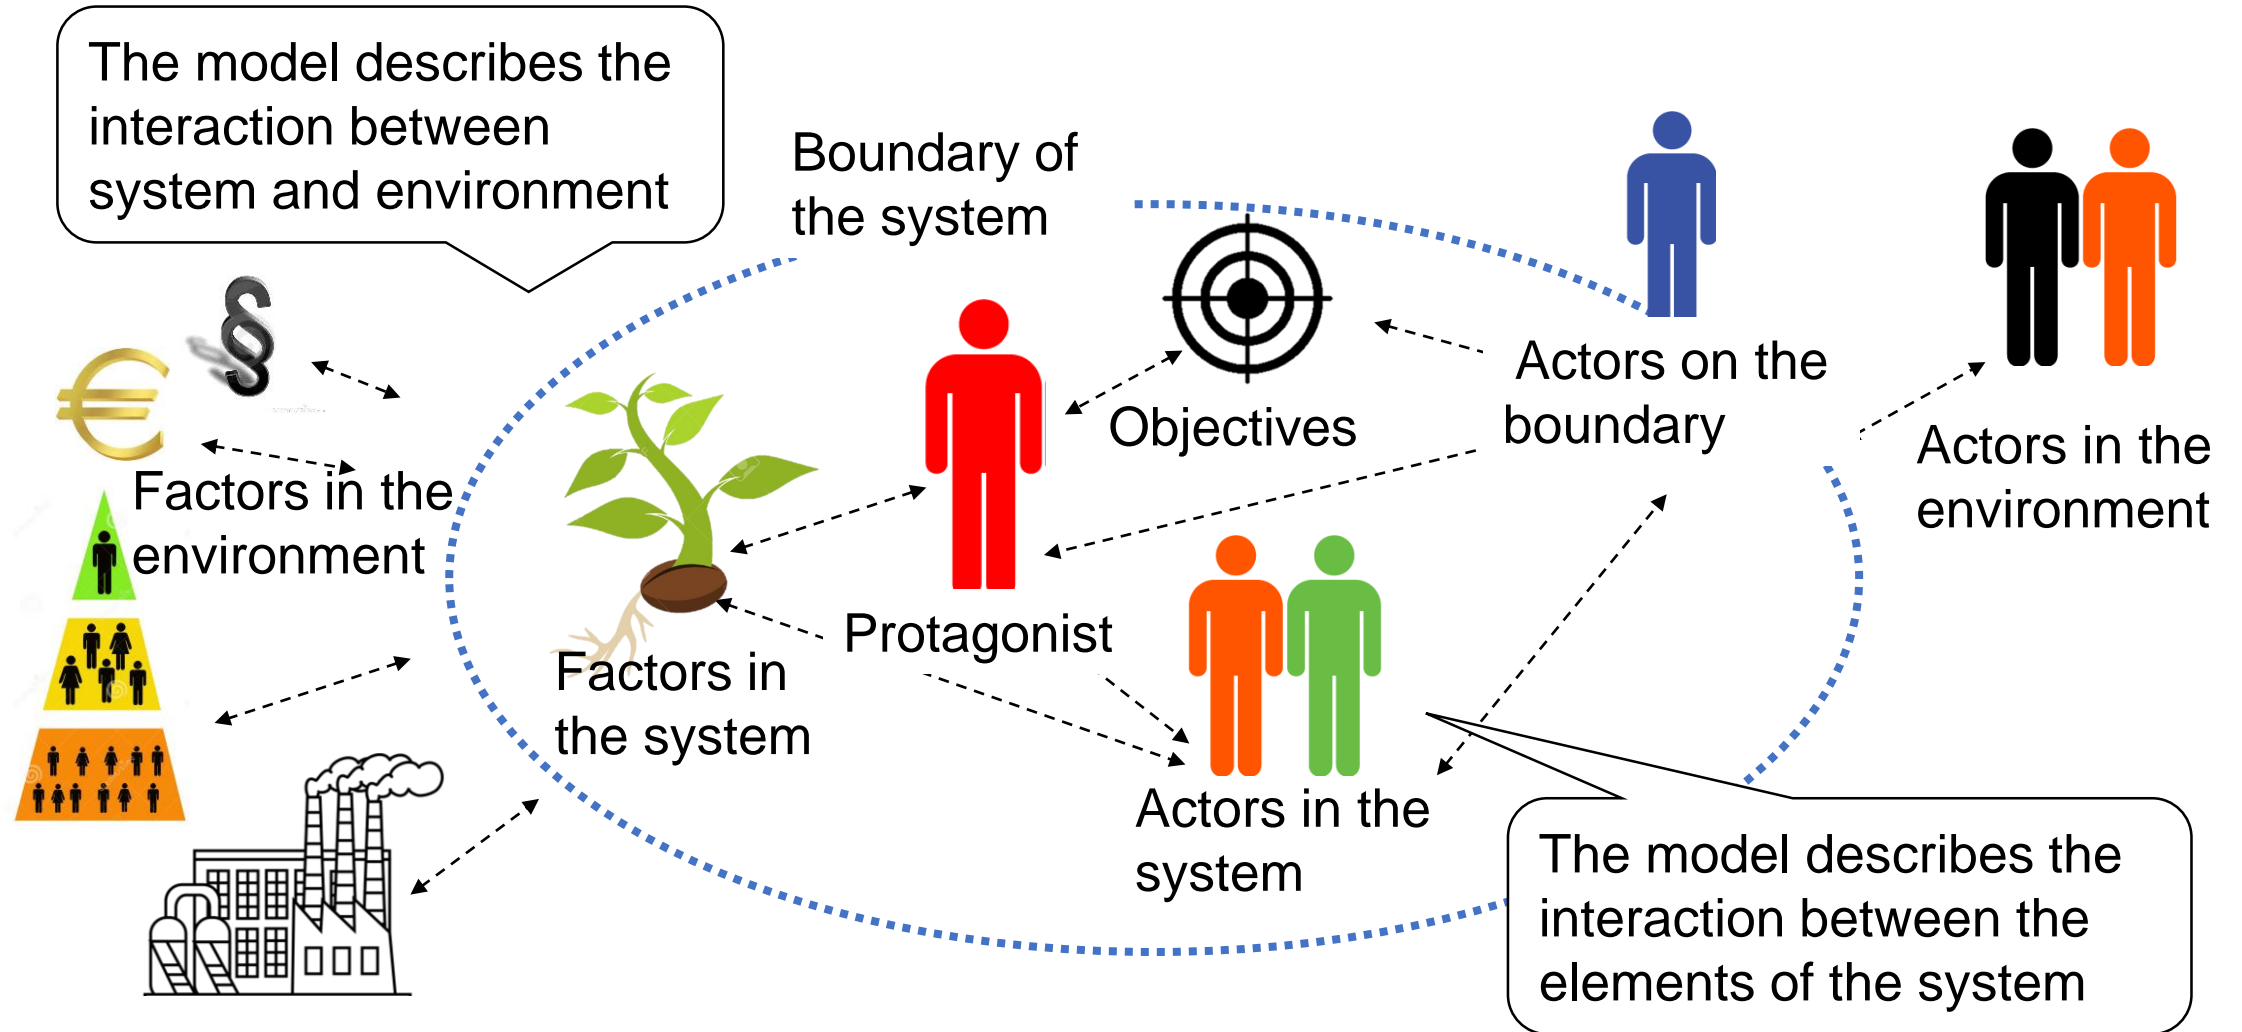 The model describes the
interaction between
system and environment
Boundary of
the system
Objectives
Actors on the
boundary
Actors in the
environment
Factors in the
environment
Protagonist
Factors in
the system
Actors in the
system
The model describes the
interaction between the
elements of the system
§
€